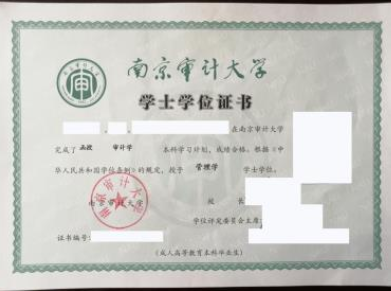 南京审计大学
学士学位证书
在南京审计大学
完成了 函授 审计学 本科学习计划，成绩合格。根据《中
华人民共和国学位条例》的规定，授予 管理学 学士学位。
南京审计大学 校 长
学位评定委员会主席
证书编号：
（成人高等教育本科毕业生）